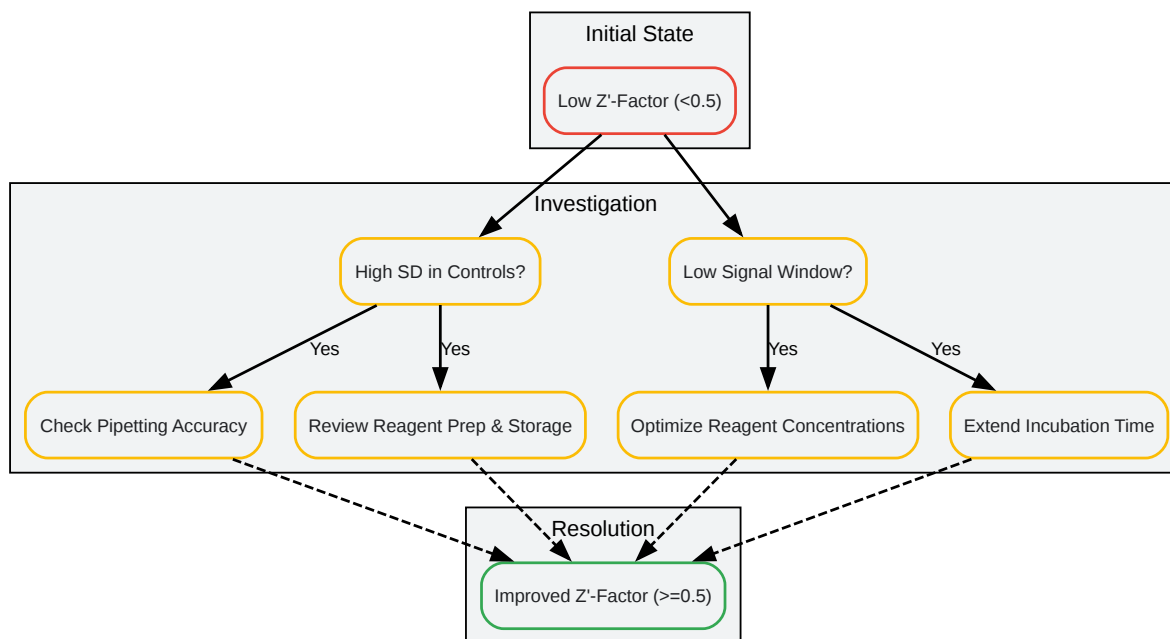 Initial State
Low Z'-Factor (<0.5)
Investigation
High SD in Controls?
Low Signal Window?
Yes
Yes
Yes
Yes
Check Pipetting Accuracy
Review Reagent Prep & Storage
Optimize Reagent Concentrations
Extend Incubation Time
Resolution
Improved Z'-Factor (>=0.5)